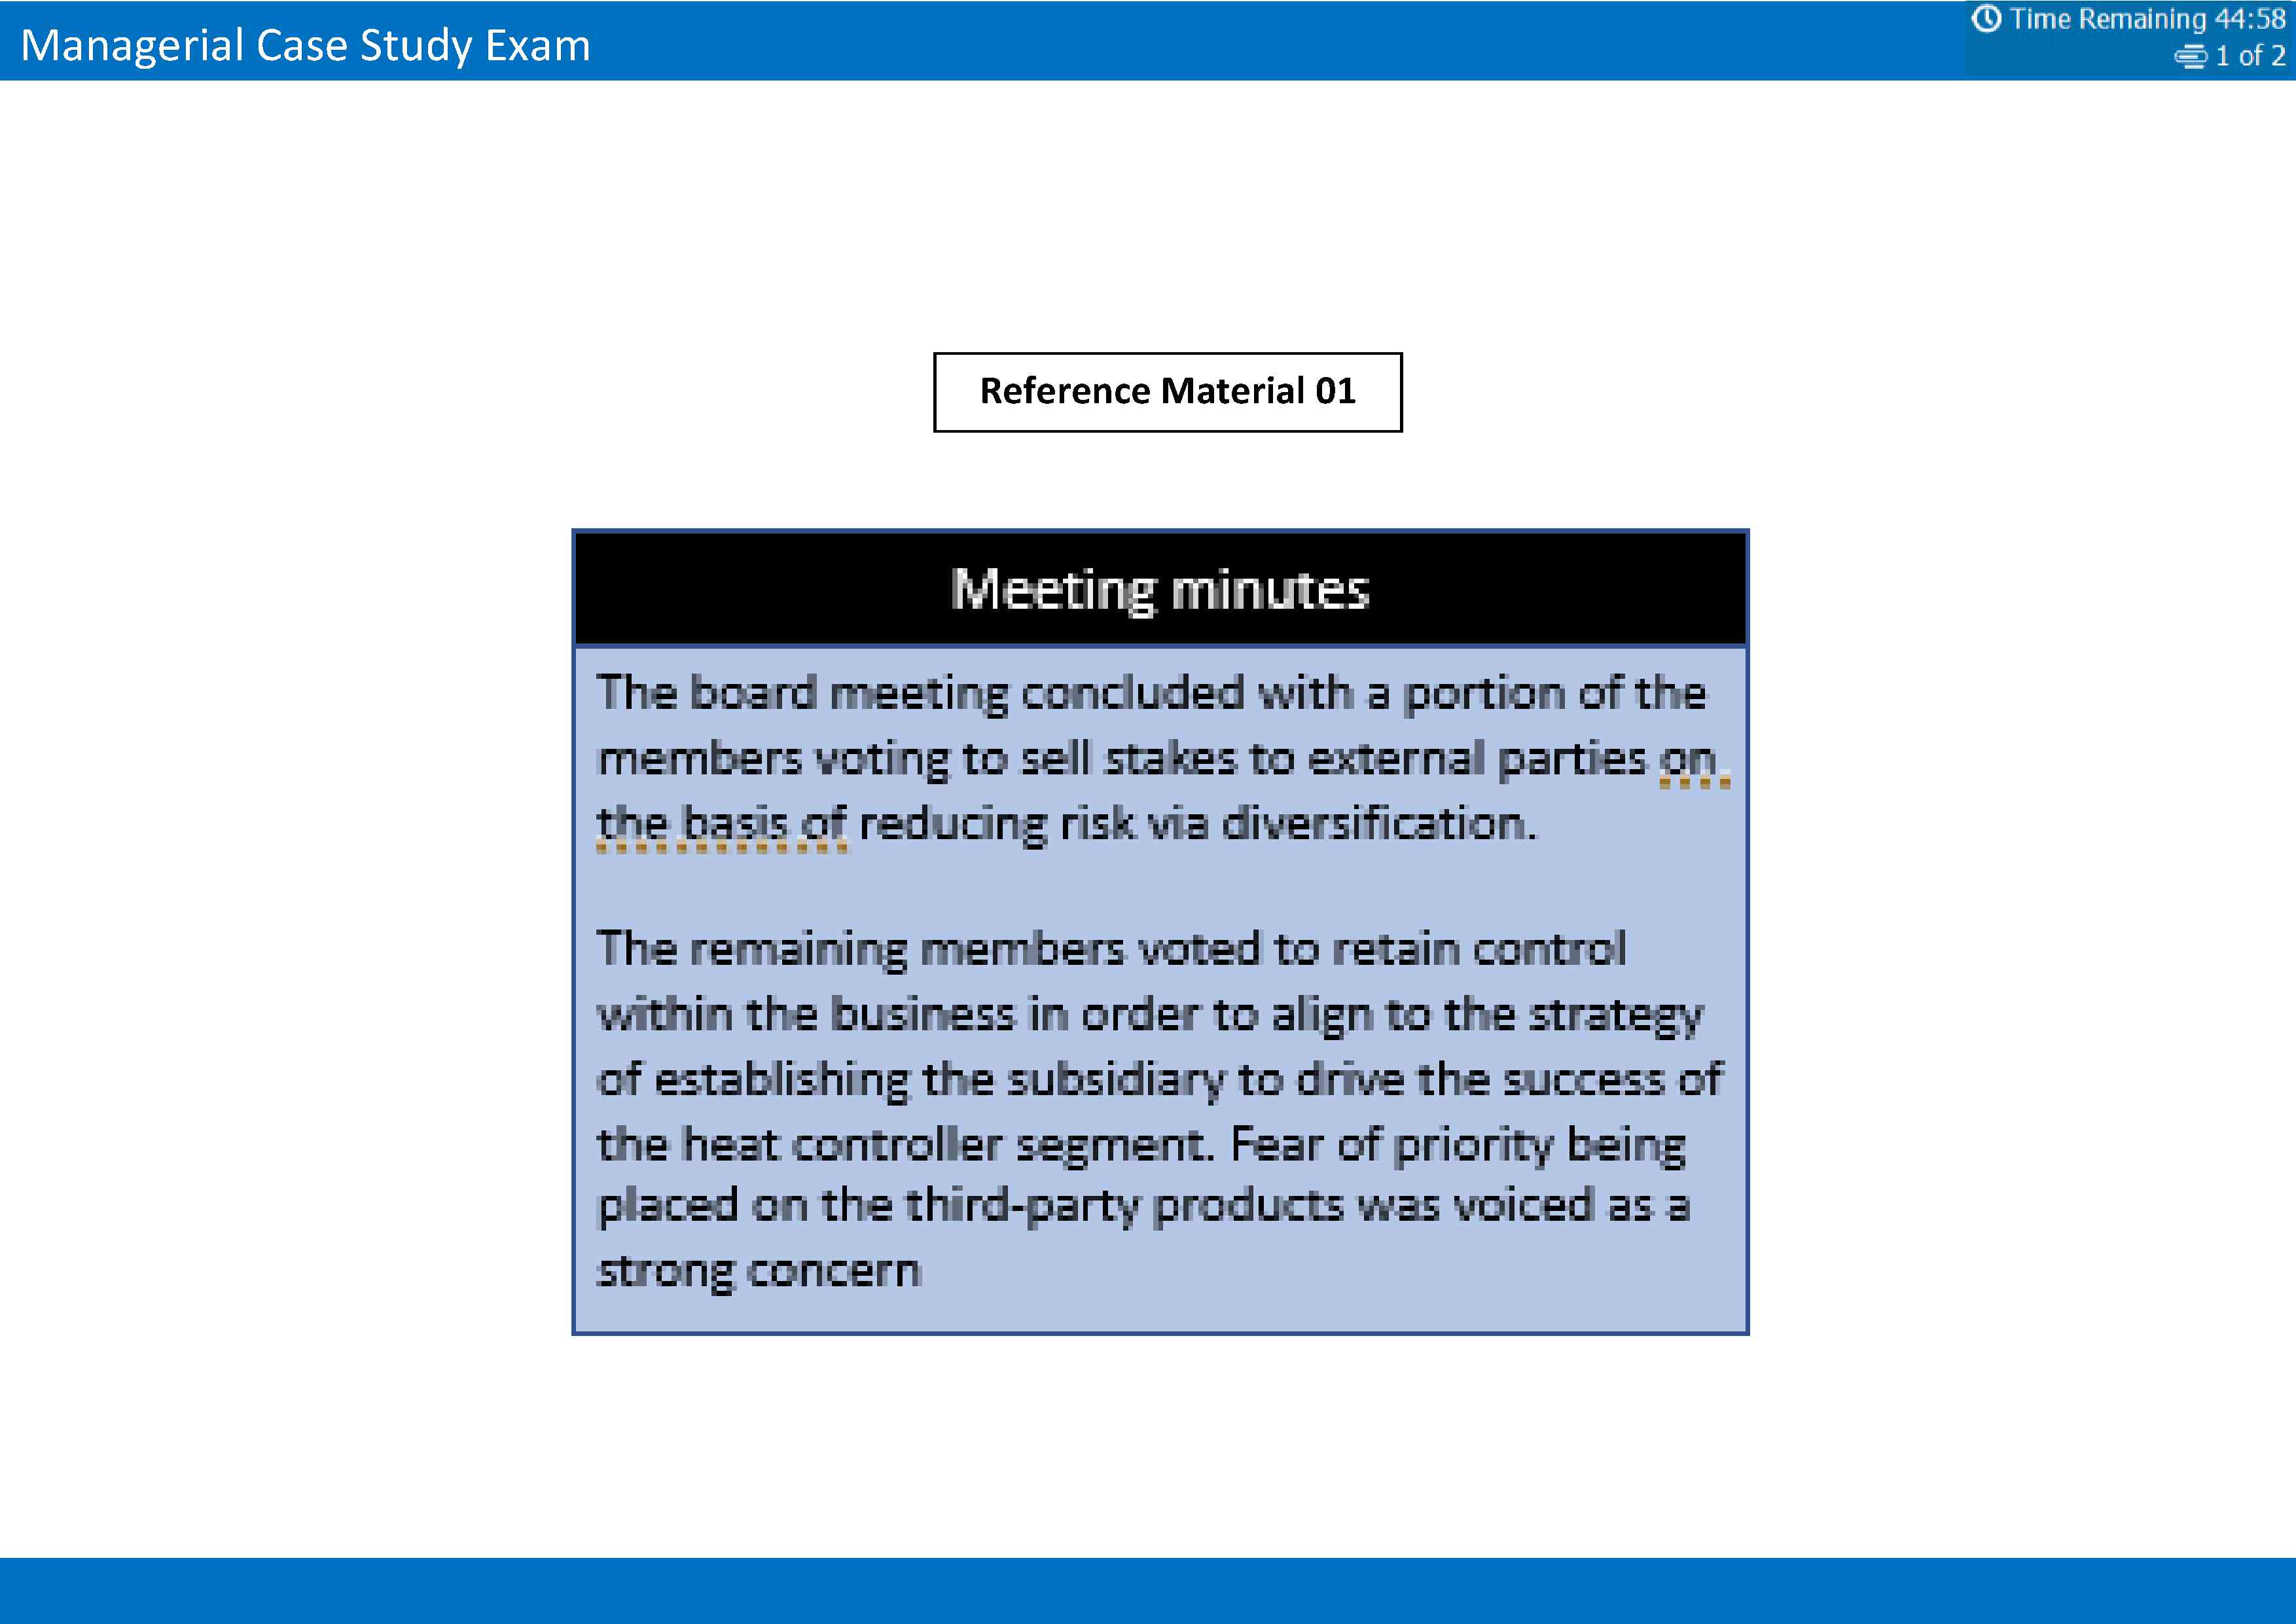 Managerial Case Study Exam
Time Remaining 44:58
1 of 2
Reference Material 01
Meeting minutes
The board meeting concluded with a portion of the
members voting to sell stakes to external parties on
the basis of reducing risk via diversification.
The remaining members voted to retain control
within the business in order to align to the strategy
of establishing the subsidiary to drive the success of
the heat controller segment. Fear of priority being
placed on the third-party products was voiced as a
strong concern